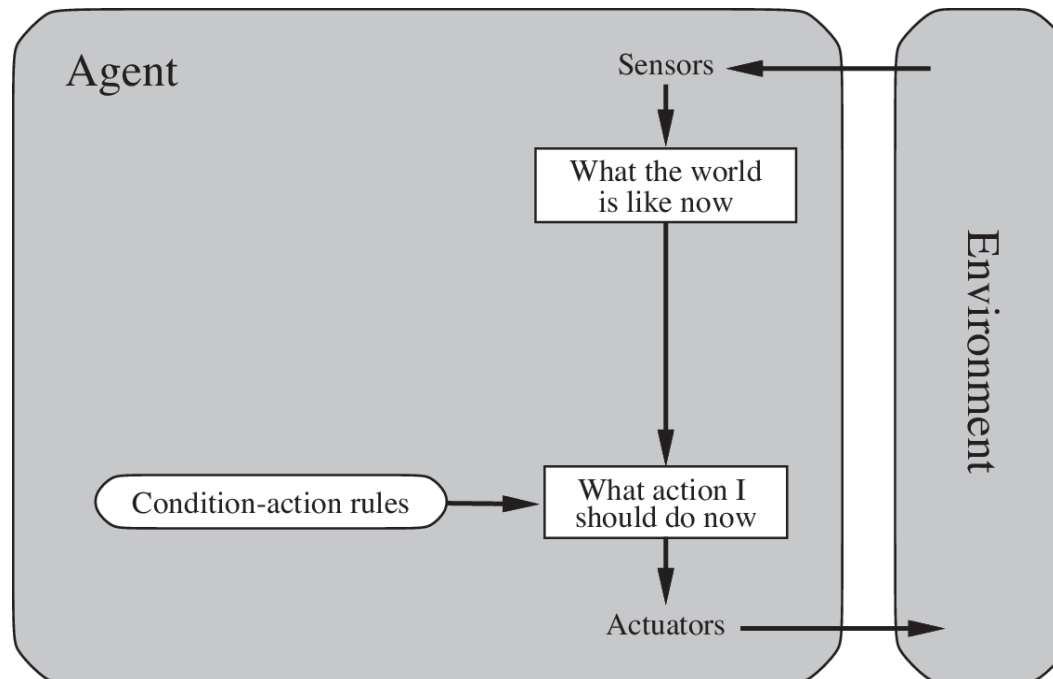 Agent
Sensors
What the world
is like now
Environment
Condition-action rules
What action I
should do now
Actuators